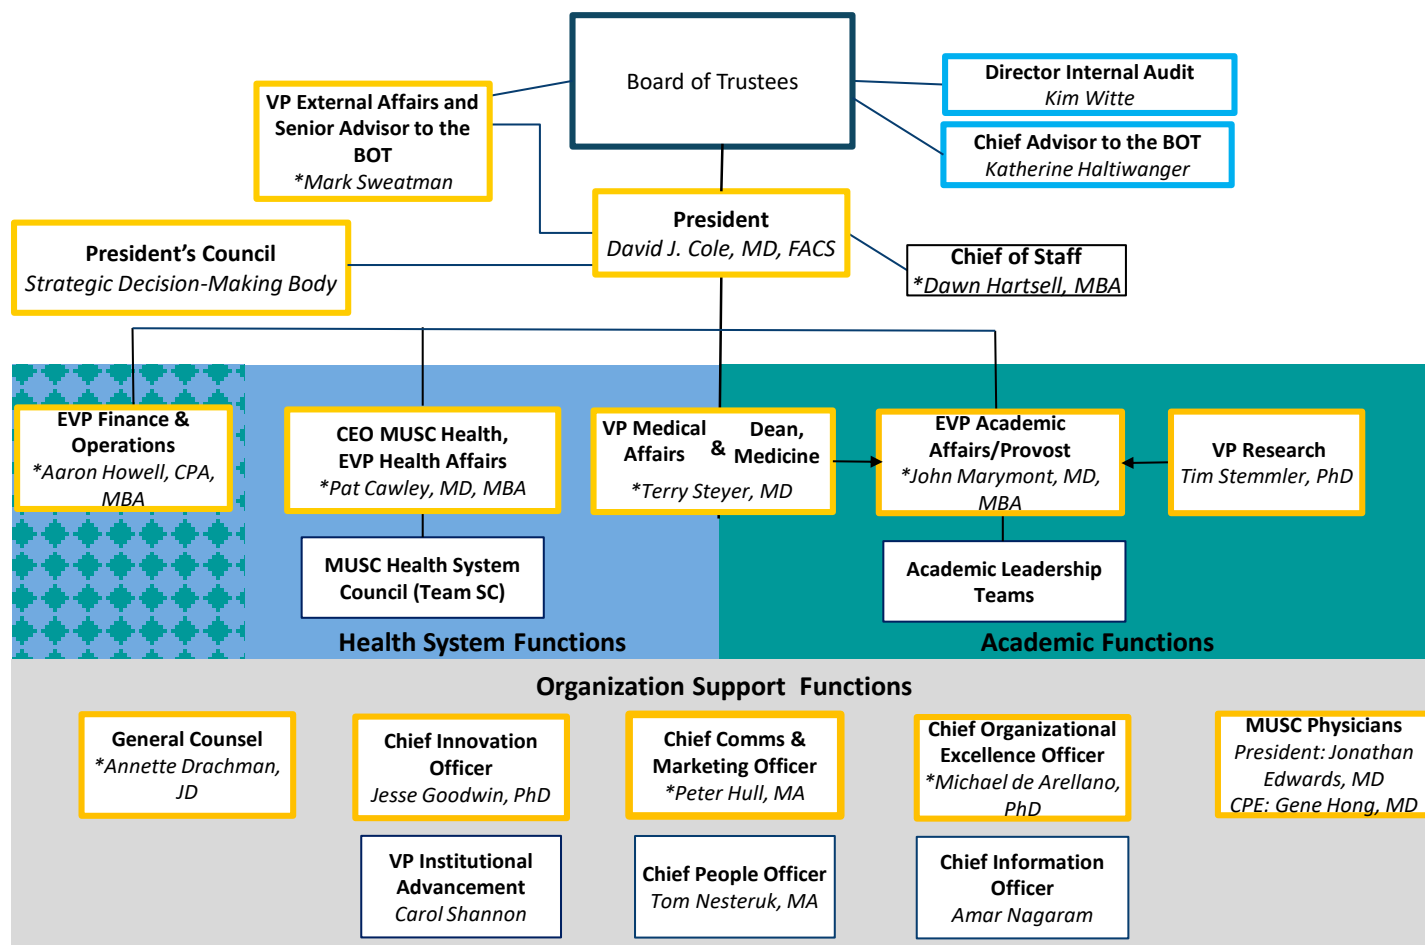 Board of Trustees
VP External Affairs and
Senior Advisor to the
BOT
*Mark Sweatman
Director Internal Audit
Kim Witte
Chief Advisor to the BOT
Katherine Haltiwanger
President
David J. Cole, MD, FACS
President’s Council
Strategic Decision-Making Body
Chief of Staff
*Dawn Hartsell, MBA
EVP Finance &
Operations
*Aaron Howell, CPA,
MBA
CEO MUSC Health,
EVP Health Affairs
*Pat Cawley, MD, MBA
VP Medical
Affairs
&
Dean,
Medicine
*Terry Steyer, MD
EVP Academic
Affairs/Provost
*John Marymont, MD,
MBA
VP Research
Tim Stemmler, PhD
MUSC Health System
Council (Team SC)
Academic Leadership
Teams
Health System Functions
Academic Functions
Organization Support Functions
General Counsel
*Annette Drachman,
JD
Chief Innovation
Officer
Jesse Goodwin, PhD
Chief Comms &
Marketing Officer
*Peter Hull, MA
Chief Organizational
Excellence Officer
*Michael de Arellano,
PhD
MUSC Physicians
President: Jonathan
Edwards, MD
CPE: Gene Hong, MD
VP Institutional
Advancement
Carol Shannon
Chief People Officer
Tom Nesteruk, MA
Chief Information
Officer
Amar Nagaram